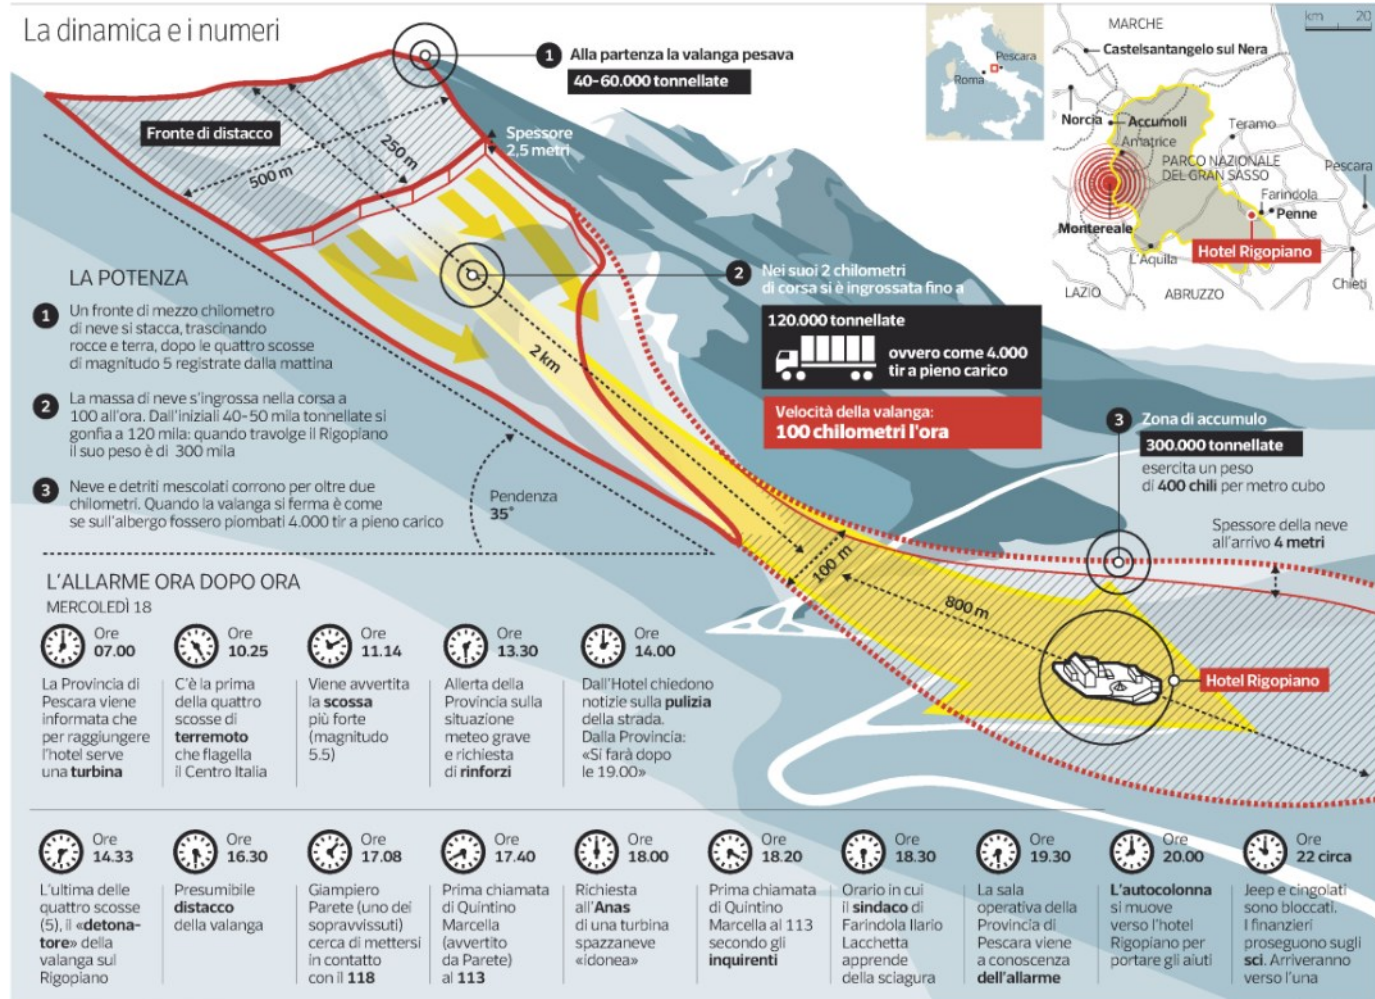 La dinamica e i numeri
1
Alla partenza la valanga pesava
40-60.000 tonnellate
Fronte di distacco
250 m
500 m
Spessore
2,5 metri
Roma
Pescara
km 20
MARCHE
Castelsantangelo sul Nera
Norcia
Accumoli
Amatrice
Teramo
PARCO NAZIONALE
DEL GRAN SASSO
Pescara
Farindola
Penne
Montereale
L'Aquila
Hotel Rigopiano
LAZIO
ABRUZZO
Chieti
2
Nei suoi 2 chilometri
di corsa si è ingrossata fino a
120.000 tonnellate
ovvero come 4.000
tir a pieno carico
Velocità della valanga:
100 chilometri l'ora
2 km
LA POTENZA
1
Un fronte di mezzo chilometro
di neve si stacca, trascinando
rocce e terra, dopo le quattro scosse
di magnitudo 5 registrate dalla mattina
2
La massa di neve s'ingrossa nella corsa a
100 all'ora. Dall'iniziali 40-50 mila tonnellate si
gonfia a 120 mila: quando travolge il Rigopiano
il suo peso è di 300 mila
3
Neve e detriti mescolati corrono per oltre due
chilometri. Quando la valanga si ferma è come
se sull'albergo fossero piombati 4.000 tir a pieno carico
Pendenza
35°
3
Zona di accumulo
300.000 tonnellate
esercita un peso
di 400 chili per metro cubo
Spessore della neve
all'arrivo 4 metri
100 m
800 m
Hotel Rigopiano
L'ALLARME ORA DOPO ORA
MERCOLEDÌ 18
Ore
07.00
La Provincia di
Pescara viene
informata che
per raggiungere
l'hotel serve
una turbina
Ore
10.25
C'è la prima
della quattro
scosse di
terremoto
che flagella
il Centro Italia
Ore
11.14
Viene avvertita
la scossa
più forte
(magnitudo
5.5)
Ore
13.30
Allerta della
Provincia sulla
situazione
meteo grave
e richiesta
di rinforzi
Ore
14.00
Dall'Hotel chiedono
notizie sulla pulizia
della strada.
Dalla Provincia:
«Sí farà dopo
le 19.00»
Ore
14.33
L'ultima delle
quattro scosse
(5), il «detona-
tore» della
valanga sul
Rigopiano
Ore
16.30
Presumibile
distacco
della valanga
Ore
17.08
Giampiero
Parete (uno dei
sopravvissuti)
cerca di mettersi
in contatto
con il 118
Ore
17.40
Prima chiamata
di Quintino
Marcella
(avvertito
da Parete)
al 113
Ore
18.00
Richiesta
all'Anas
di una turbina
spazzaneve
«idonea»
Ore
18.20
Prima chiamata
di Quintino
Marcella al 113
secondo gli
inquirenti
Ore
18.30
Orario in cui
il sindaco di
Farindola Ilario
Lacchetta
apprende
della sciagura
Ore
19.30
La sala
operativa della
Provincia di
Pescara viene
a conoscenza
dell'allarme
Ore
20.00
L'autocolonna
si muove
verso l'hotel
Rigopiano per
portare gli aiuti
Ore
22 circa
Jeep e cingolati
sono bloccati.
I finanzieri
proseguono sugli
sci. Arriveranno
verso l'una